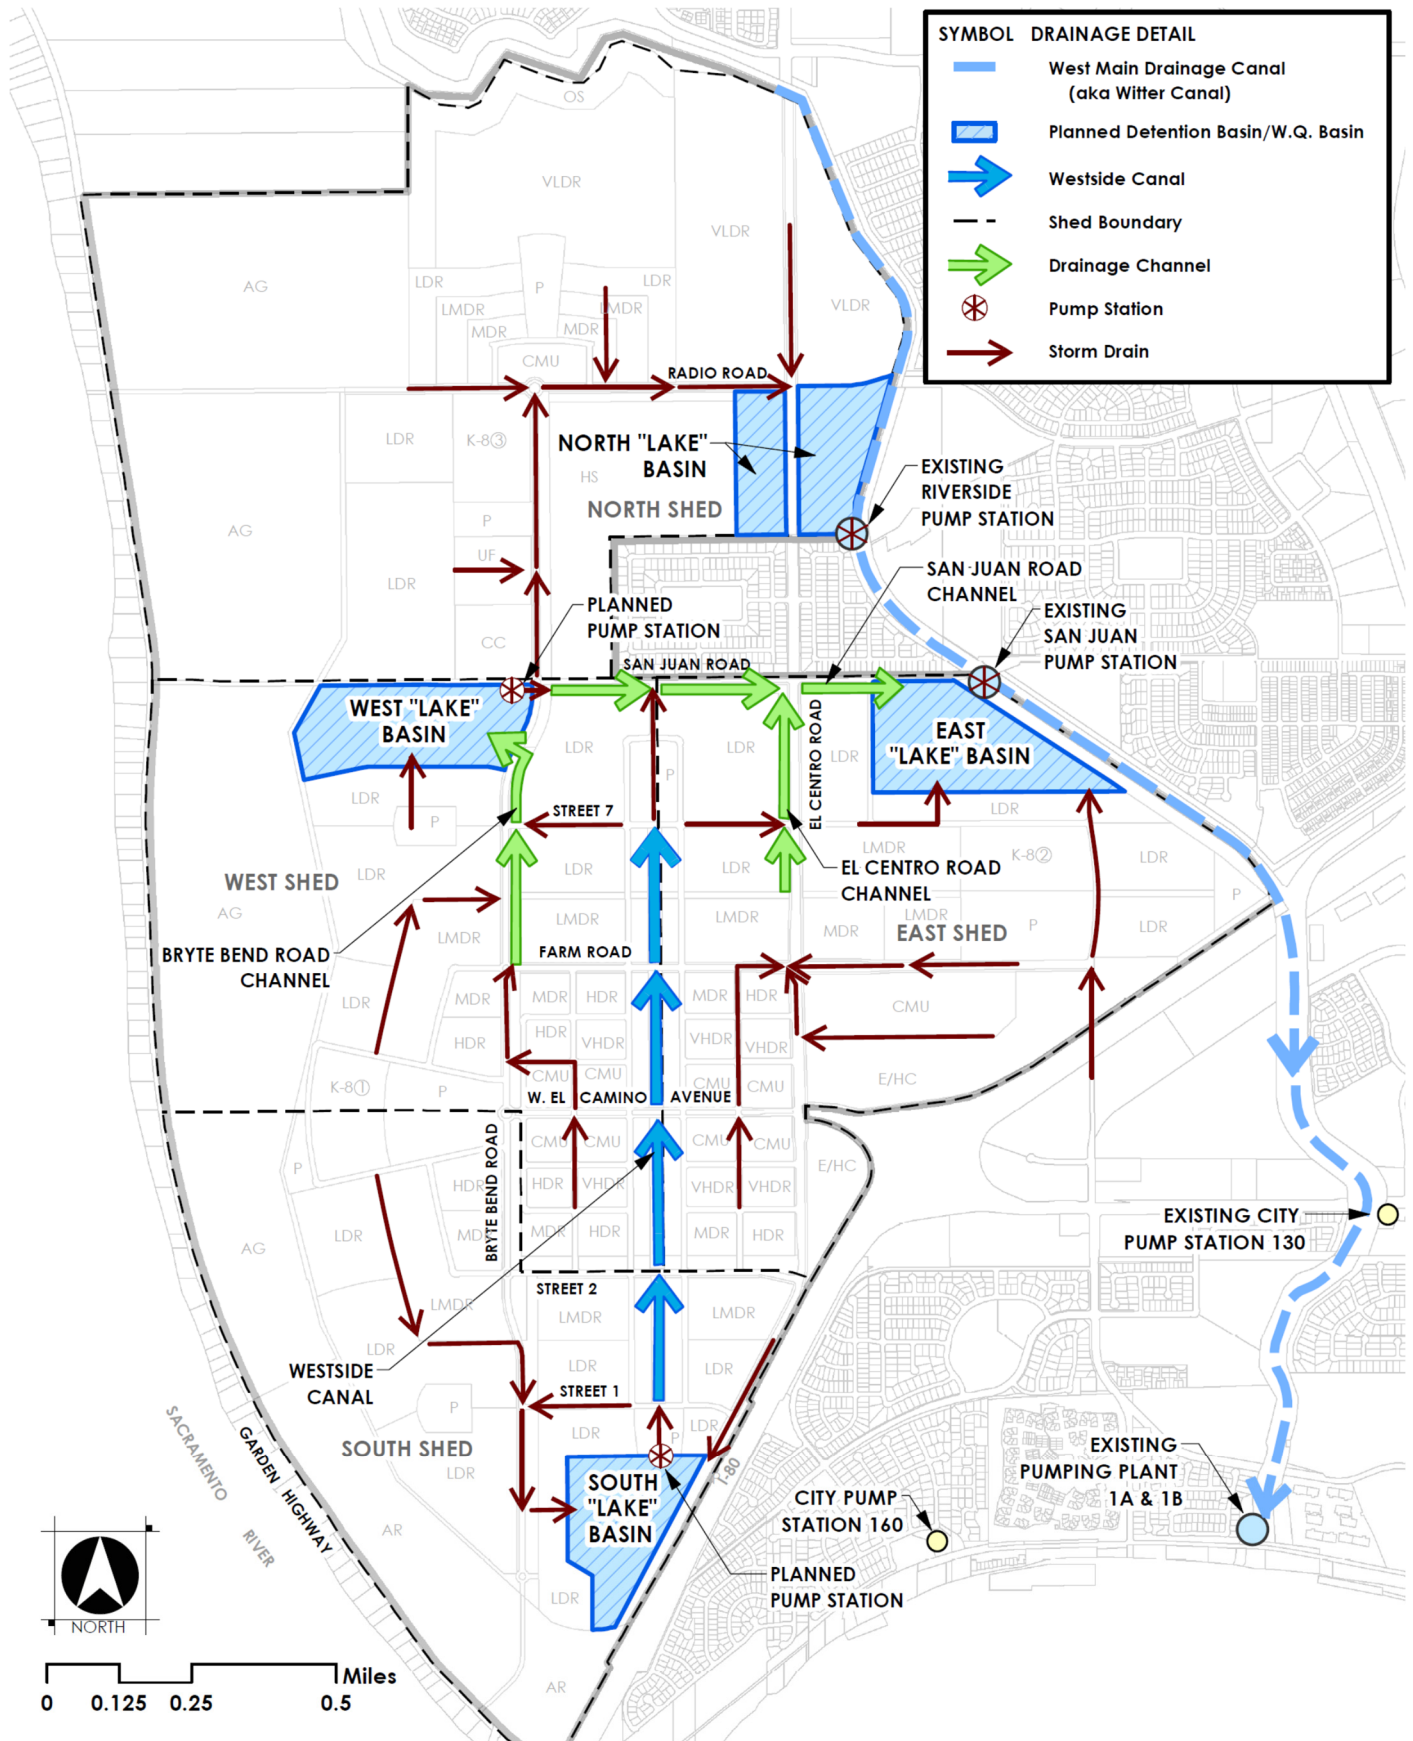 SYMBOL DRAINAGE DETAIL
West Main Drainage Canal
(aka Witter Canal)
Planned Detention Basin/W.Q. Basin
Westside Canal
Shed Boundary
Drainage Channel
Pump Station
Storm Drain
OS
VLDR
VLDR
AG
LDR
P
LDR
VLDR
LMDR
LMDR
MDR
MDR
CMU
RADIO ROAD
LDR
K-8③
NORTH "LAKE"
BASIN
HS
NORTH SHED
EXISTING
RIVERSIDE
PUMP STATION
AG
P
UF
LDR
CC
SAN JUAN ROAD
CHANNEL
PLANNED
PUMP STATION
EXISTING
SAN JUAN
PUMP STATION
SAN JUAN ROAD
WEST "LAKE"
BASIN
EAST
"LAKE" BASIN
LDR
P
LDR
EL CENTRO ROAD
LDR
LDR
P
STREET 7
LDR
LMDR
K-8②
LDR
WEST SHED
LDR
LDR
LDR
EL CENTRO ROAD
CHANNEL
AG
P
LMDR
LMDR
LMDR
MDR
EAST SHED
P
LDR
LMDR
BRYTE BEND ROAD
CHANNEL
FARM ROAD
LDR
MDR
MDR
HDR
MDR
HDR
CMU
HDR
HDR
VHDR
VHDR
VHDR
K-8①
P
CMU
CMU
CMU
CMU
E/HC
W. EL CAMINO AVENUE
BRYTE BEND ROAD
CMU
CMU
CMU
CMU
E/HC
P
HDR
HDR
VHDR
VHDR
VHDR
MDR
MDR
HDR
MDR
HDR
LDR
AG
EXISTING CITY
PUMP STATION 130
STREET 2
LMDR
LMDR
LMDR
LDR
LDR
LDR
WESTSIDE
CANAL
STREET 1
P
LDR
LDR
P
SOUTH SHED
LDR
I-80
SACRAMENTO
RIVER
GARDEN HIGHWAY
AR
SOUTH
"LAKE"
BASIN
EXISTING
PUMPING PLANT
1A & 1B
CITY PUMP
STATION 160
PLANNED
PUMP STATION
LDR
AR
NORTH
Miles
0 0.125 0.25 0.5